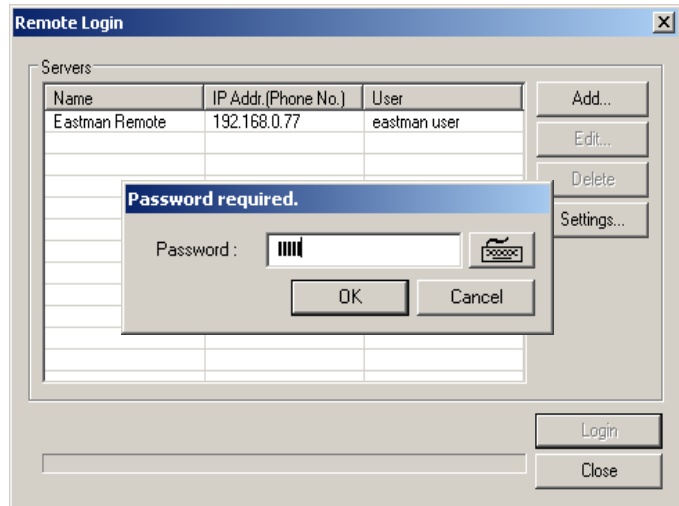 Remote Login
Servers
Name IP Addr.(Phone No.) User
Eastman Remote 192.168.0.77 eastman user
Add...
Edit...
Delete
Settings...
Password required.
Password :
OK Cancel
Login
Close